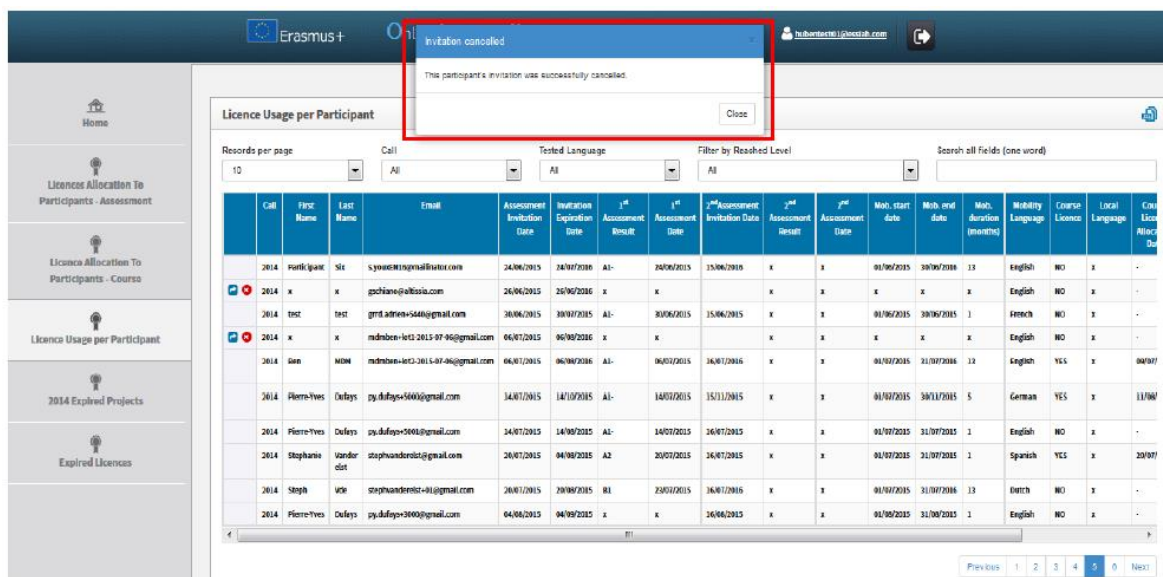 Erasmus+
Invitation cancelled
This participant's invitation was successfully cancelled.
Close
Home
Licences Allocation To
Participants - Assessment
Licence Allocation To
Participants - Course
Licence Usage per Participant
2014 Expired Projects
Expired Licences
Licence Usage per Participant
Records per page Call Tested Language Filter by Reached Level Search all fields (one word)
10 All All All
Call First Name Last Name Email Assessment Invitation Date Invitation Expiration Date 1st Assessment Result 1st Assessment Date 2nd Assessment Invitation Date 2nd Assessment Result 2nd Assessment Date Mob. start date Mob. end date Mob. duration (months) Mobility Language Course Licence Local Language
2014 Participant Six 24/06/2015 24/07/2016 A1- 24/06/2015 15/06/2016 x x 01/06/2015 30/06/2016 13 English NO x -
2014 x x gschiano@altissia.com 26/06/2015 26/06/2016 x x x x x x x English NO x -
2014 test test grrd.adrien+5440@gmail.com 30/06/2015 30/07/2015 A1- 30/06/2015 15/06/2015 x x 01/06/2015 30/06/2015 1 French NO x -
2014 x x 06/07/2015 06/08/2016 x x x x x x x English NO x -
2014 Ben MDM 06/07/2015 06/08/2016 A1- 06/07/2015 16/07/2016 x x 01/07/2015 31/07/2016 13 English YES x
2014 Pierre-Yves Dufays py.dufays+5000@gmail.com 14/07/2015 14/10/2015 A1- 14/07/2015 15/11/2015 x x 01/07/2015 30/11/2015 5 German YES x
2014 Pierre-Yves Dufays py.dufays+5001@gmail.com 14/07/2015 14/08/2015 A1- 14/07/2015 16/07/2015 x x 01/07/2015 31/07/2015 1 English NO x -
2014 Stephanie Vander elst stephvanderelst@gmail.com 20/07/2015 04/08/2015 A2 20/07/2015 16/07/2015 x x 01/07/2015 31/07/2015 1 Spanish YES x
2014 Steph Vde stephvanderelst+01@gmail.com 20/07/2015 20/08/2015 B1 23/07/2015 16/07/2016 x x 01/07/2015 31/07/2016 13 Dutch NO x -
2014 Pierre-Yves Dufays py.dufays+3000@gmail.com 04/08/2015 04/09/2015 x x 16/08/2015 x x 01/08/2015 31/08/2015 1 English NO x -
Previous 1 2 3 4 5 6 Next